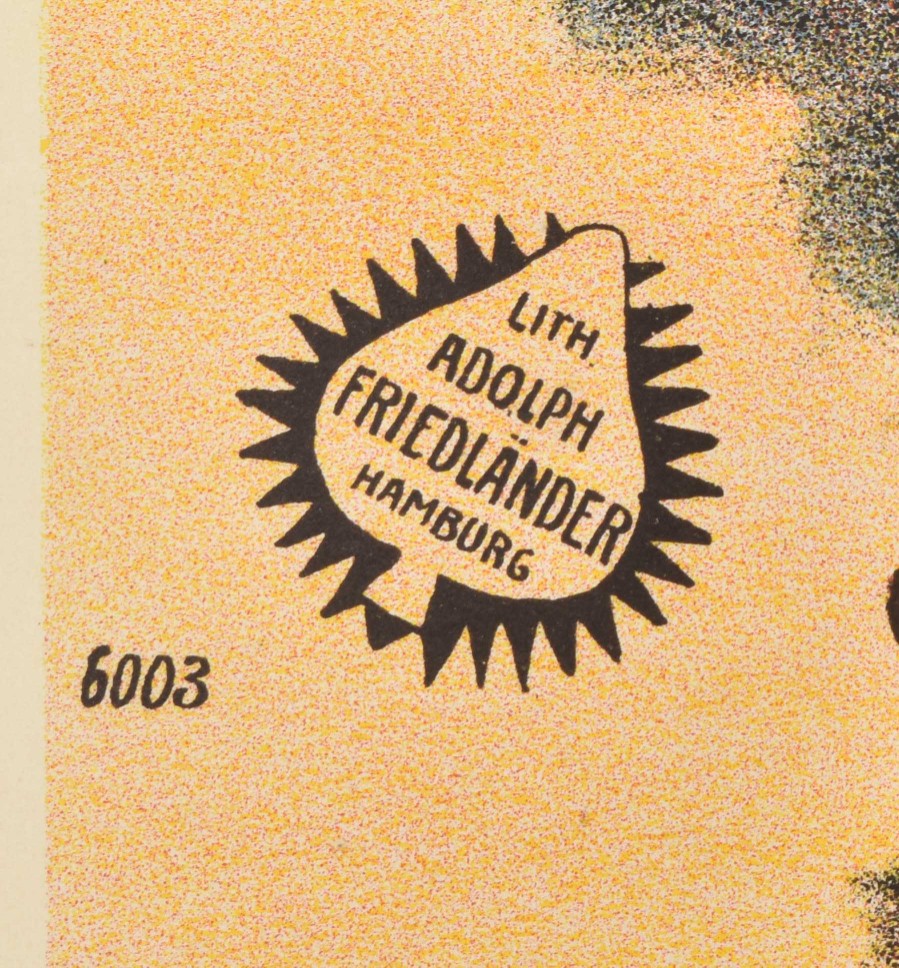 LITH.
ADOLPH
FRIEDLÄNDER
HAMBURG
6003